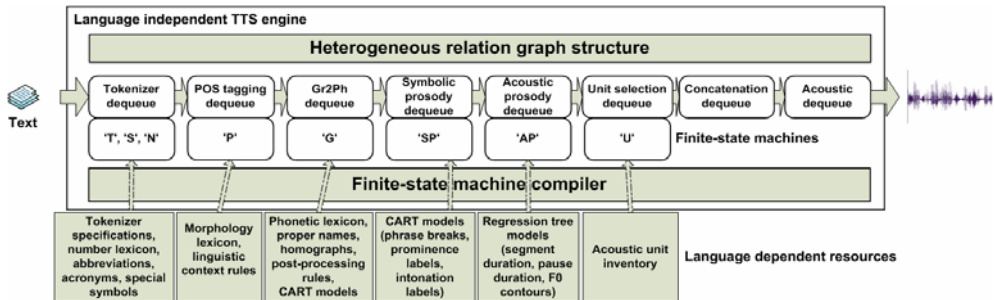 Language independent TTS engine
Heterogeneous relation graph structure
Text
Tokenizer
dequeue
POS tagging
dequeue
Gr2Ph
dequeue
Symbolic
prosody
dequeue
Acoustic
prosody
dequeue
Unit selection
dequeue
Concatenation
dequeue
Acoustic
dequeue
'T', 'S', 'N'
'P'
'G'
'SP'
'AP'
'U'
Finite-state machines
Finite-state machine compiler
Tokenizer
specifications,
number lexicon,
abbreviations,
acronyms, special
symbols
Morphology
lexicon,
linguistic
context rules
Phonetic lexicon,
proper names,
homographs,
post-processing
rules,
CART models
CART models
(phrase breaks,
prominence
labels,
intonation
labels)
Regression tree
models
(segment
duration, pause
duration, F0
contours)
Acoustic unit
inventory
Language dependent resources